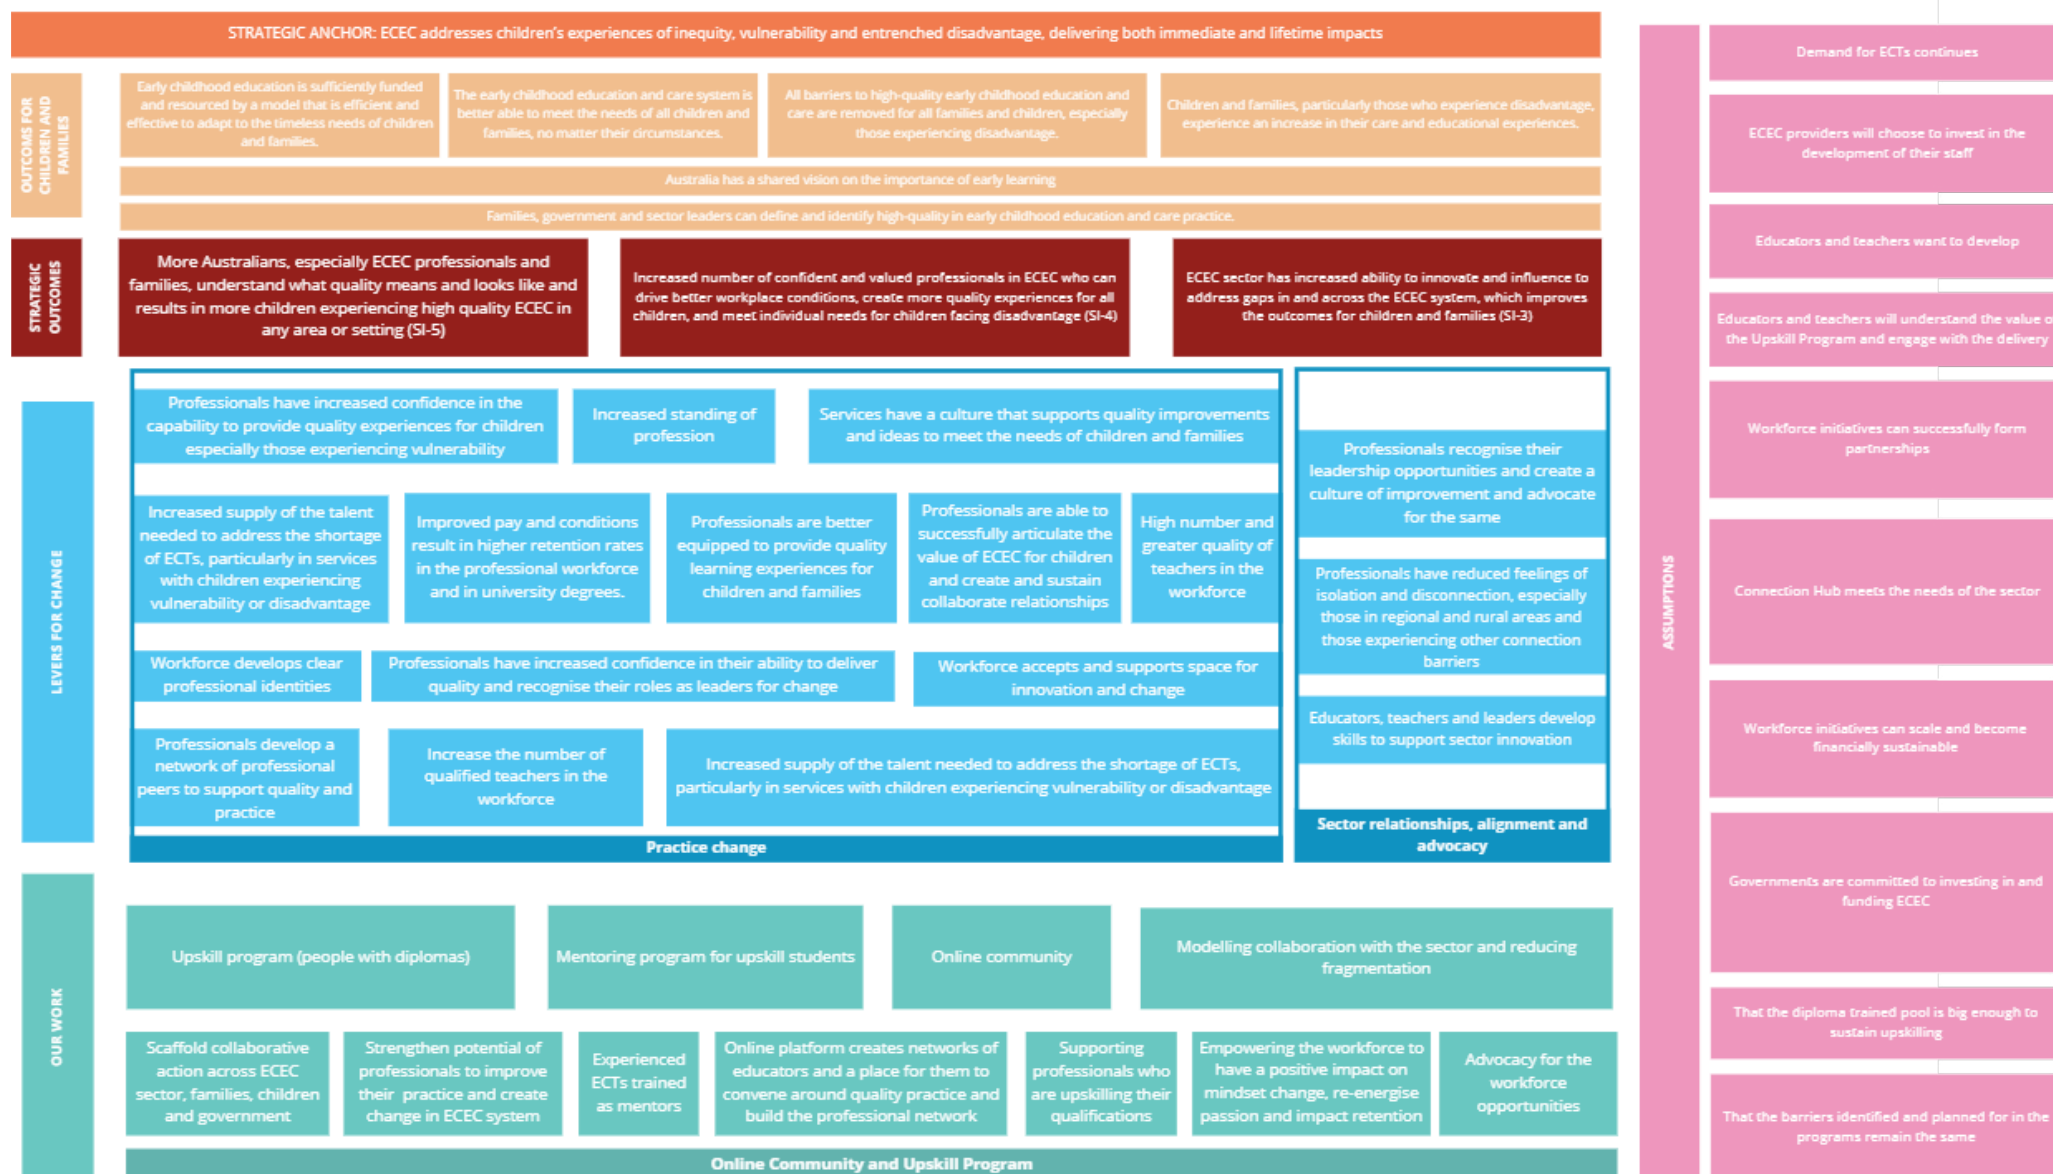 STRATEGIC ANCHOR: ECEC addresses children's experiences of inequity, vulnerability and entrenched disadvantage, delivering both immediate and lifetime impacts
OUTCOMS FOR
CHILDREN AND
FAMILIES
Early childhood education is sufficiently funded
and resourced by a model that is efficient and
effective to adapt to the timeless needs of children
and families.
The early childhood education and care system is
better able to meet the needs of all children and
families, no matter their circumstances.
All barriers to high-quality early childhood education and
care are removed for all families and children, especially
those experiencing disadvantage.
Children and families, particularly those who experience disadvantage,
experience an increase in their care and educational experiences.
Australia has a shared vision on the importance of early learning
Families, government and sector leaders can define and identify high-quality in early childhood education and care practice.
STRATEGIC
OUTCOMES
More Australians, especially ECEC professionals and
families, understand what quality means and looks like and
results in more children experiencing high quality ECEC in
any area or setting (SI-5)
Increased number of confident and valued professionals in ECEC who can
drive better workplace conditions, create more quality experiences for all
children, and meet individual needs for children facing disadvantage (SI-4)
ECEC sector has increased ability to innovate and influence to
address gaps in and across the ECEC system, which improves
the outcomes for children and families (SI-3)
LEVERS FOR CHANGE
Professionals have increased confidence in the
capability to provide quality experiences for children
especially those experiencing vulnerability
Increased standing of
profession
Services have a culture that supports quality improvements
and ideas to meet the needs of children and families
Increased supply of the talent
needed to address the shortage
of ECTs, particularly in services
with children experiencing
vulnerability or disadvantage
Improved pay and conditions
result in higher retention rates
in the professional workforce
and in university degrees.
Professionals are better
equipped to provide quality
learning experiences for
children and families
Professionals are able to
successfully articulate the
value of ECEC for children
and create and sustain
collaborate relationships
High number and
greater quality of
teachers in the
workforce
Workforce develops clear
professional identities
Professionals have increased confidence in their ability to deliver
quality and recognise their roles as leaders for change
Workforce accepts and supports space for
innovation and change
Professionals develop a
network of professional
peers to support quality and
practice
Increase the number of
qualified teachers in the
workforce
Increased supply of the talent needed to address the shortage of ECTs,
particularly in services with children experiencing vulnerability or disadvantage
Practice change
Professionals recognise their
leadership opportunities and create a
culture of improvement and advocate
for the same
Professionals have reduced feelings of
isolation and disconnection, especially
those in regional and rural areas and
those experiencing other connection
barriers
Educators, teachers and leaders develop
skills to support sector innovation
Sector relationships, alignment and
advocacy
OUR WORK
Upskill program (people with diplomas)
Mentoring program for upskill students
Online community
Modelling collaboration with the sector and reducing
fragmentation
Scaffold collaborative
action across ECEC
sector, families, children
and government
Strengthen potential of
professionals to improve
their practice and create
change in ECEC system
Experienced
ECTs trained
as mentors
Online platform creates networks of
educators and a place for them to
convene around quality practice and
build the professional network
Supporting
professionals who
are upskilling their
qualifications
Empowering the workforce to
have a positive impact on
mindset change, re-energise
passion and impact retention
Advocacy for the
workforce
opportunities
Online Community and Upskill Program
ASSUMPTIONS
Demand for ECTs continues
ECEC providers will choose to invest in the
development of their staff
Educators and teachers want to develop
Educators and teachers will understand the value o
the Upskill Program and engage with the delivery
Workforce initiatives can successfully form
partnerships
Connection Hub meets the needs of the sector
Workforce initiatives can scale and become
financially sustainable
Governments are committed to investing in and
funding ECEC
That the diploma trained pool is big enough to
sustain upskilling
That the barriers identified and planned for in the
programs remain the same